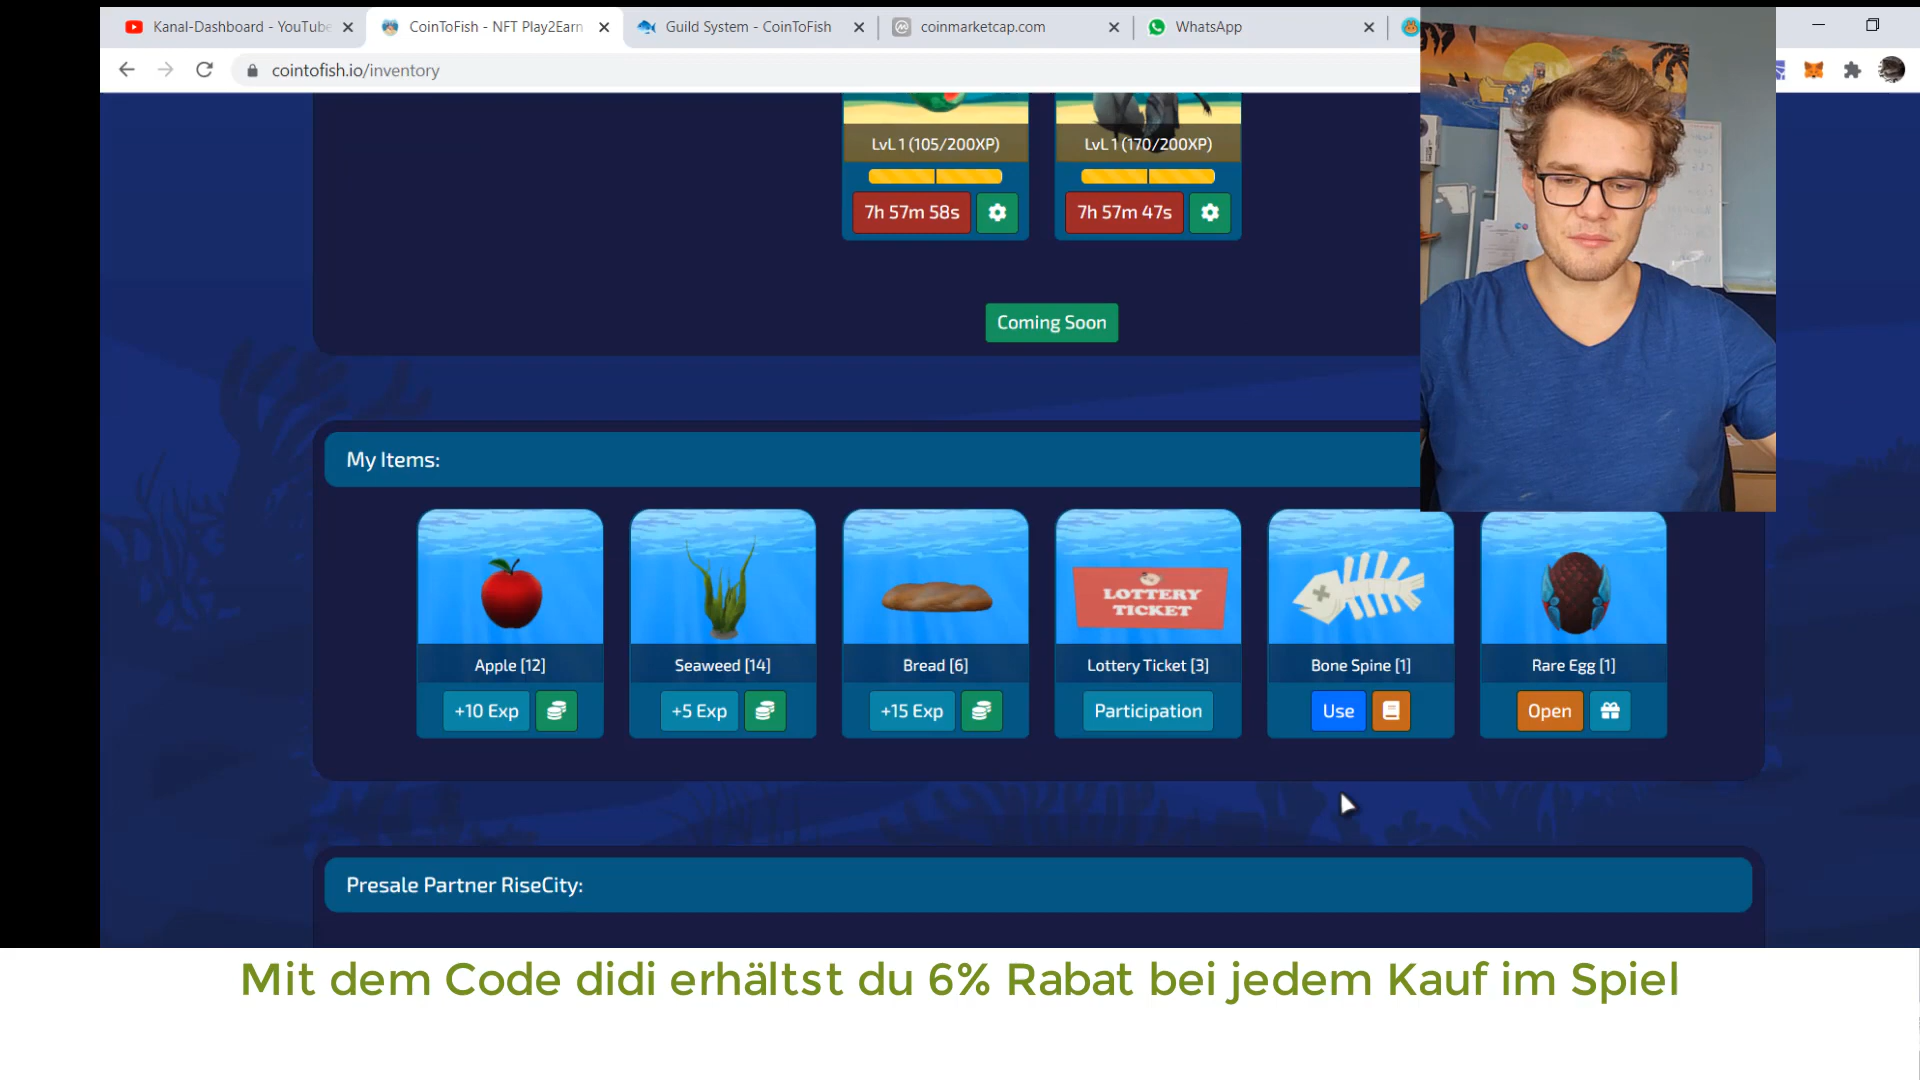 Kanal-Dashboard - YouTube
CoinToFish - NFT Play2Earn
Guild System - CoinToFish
coinmarketcap.com
WhatsApp
cointofish.io/inventory
LvL 1 (105/200XP)
LvL 1 (170/200XP)
7h 57m 58s
7h 57m 47s
Coming Soon
My Items:
LOTTERY
TICKET
Apple [12]
Seaweed [14]
Bread [6]
Lottery Ticket [3]
Bone Spine [1]
Rare Egg [1]
+10 Exp
+5 Exp
+15 Exp
Participation
Use
Open
Presale Partner RiseCity:
Mit dem Code didi erhältst du 6% Rabat bei jedem Kauf im Spiel